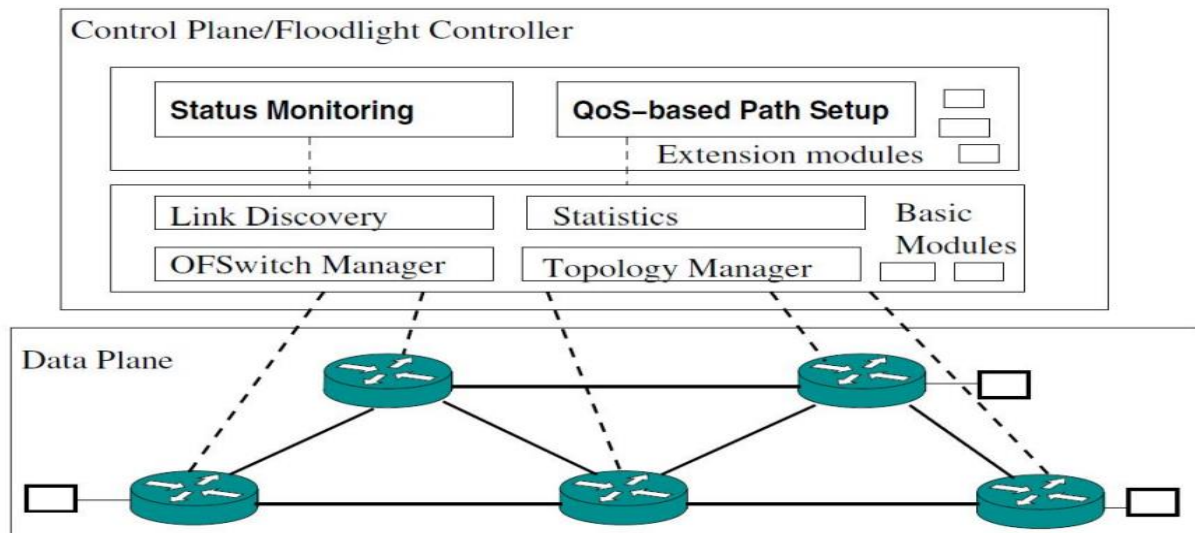 Control Plane/Floodlight Controller
Status Monitoring
QoS−based Path Setup
Extension modules
Link Discovery
Statistics
Basic
Modules
OFSwitch Manager
Topology Manager
Data Plane